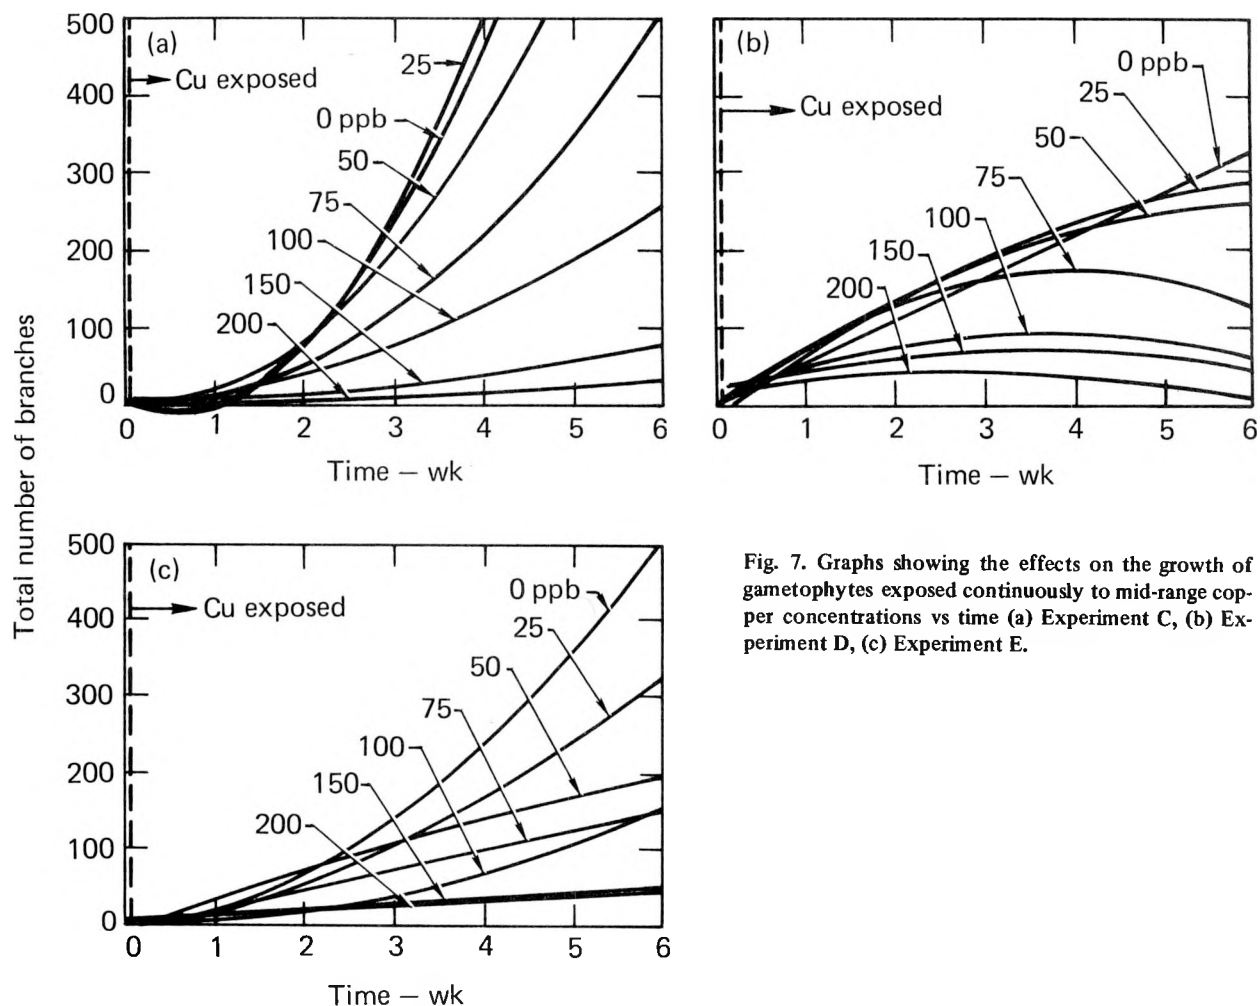 Total number of branches
500
400
300
200
100
0
(a)
Cu exposed
25
0 ppb
50
75
100
150
200
0 1 2 3 4 5 6
Time – wk
(b)
Cu exposed
0 ppb
25
50
75
100
150
200
0 1 2 3 4 5 6
Time – wk
500
400
300
200
100
0
(c)
Cu exposed
0 ppb
25
50
75
100
150
200
0 1 2 3 4 5 6
Time – wk
Fig. 7. Graphs showing the effects on the growth of
gametophytes exposed continuously to mid-range cop-
per concentrations vs time (a) Experiment C, (b) Ex-
periment D, (c) Experiment E.